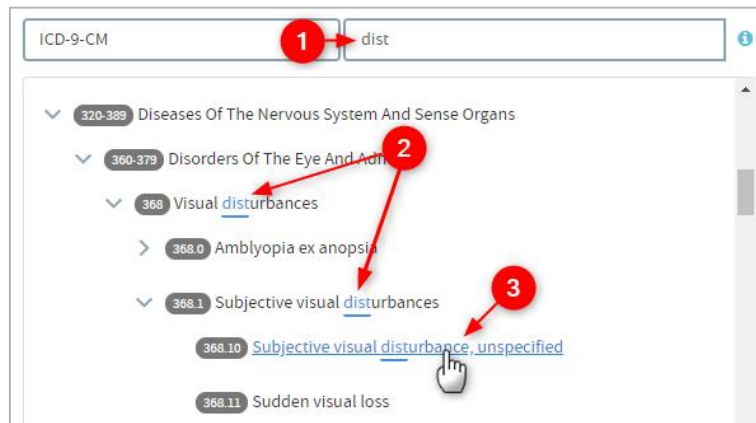 ICD-9-CM 1 dist
320-389 Diseases Of The Nervous System And Sense Organs
360-379 Disorders Of The Eye And
2
368 Visual disturbances
368.0 Amblyopia ex anopsia
368.1 Subjective visual disturbances
3
368.10 Subjective visual disturbance, unspecified
368.11 Sudden visual loss